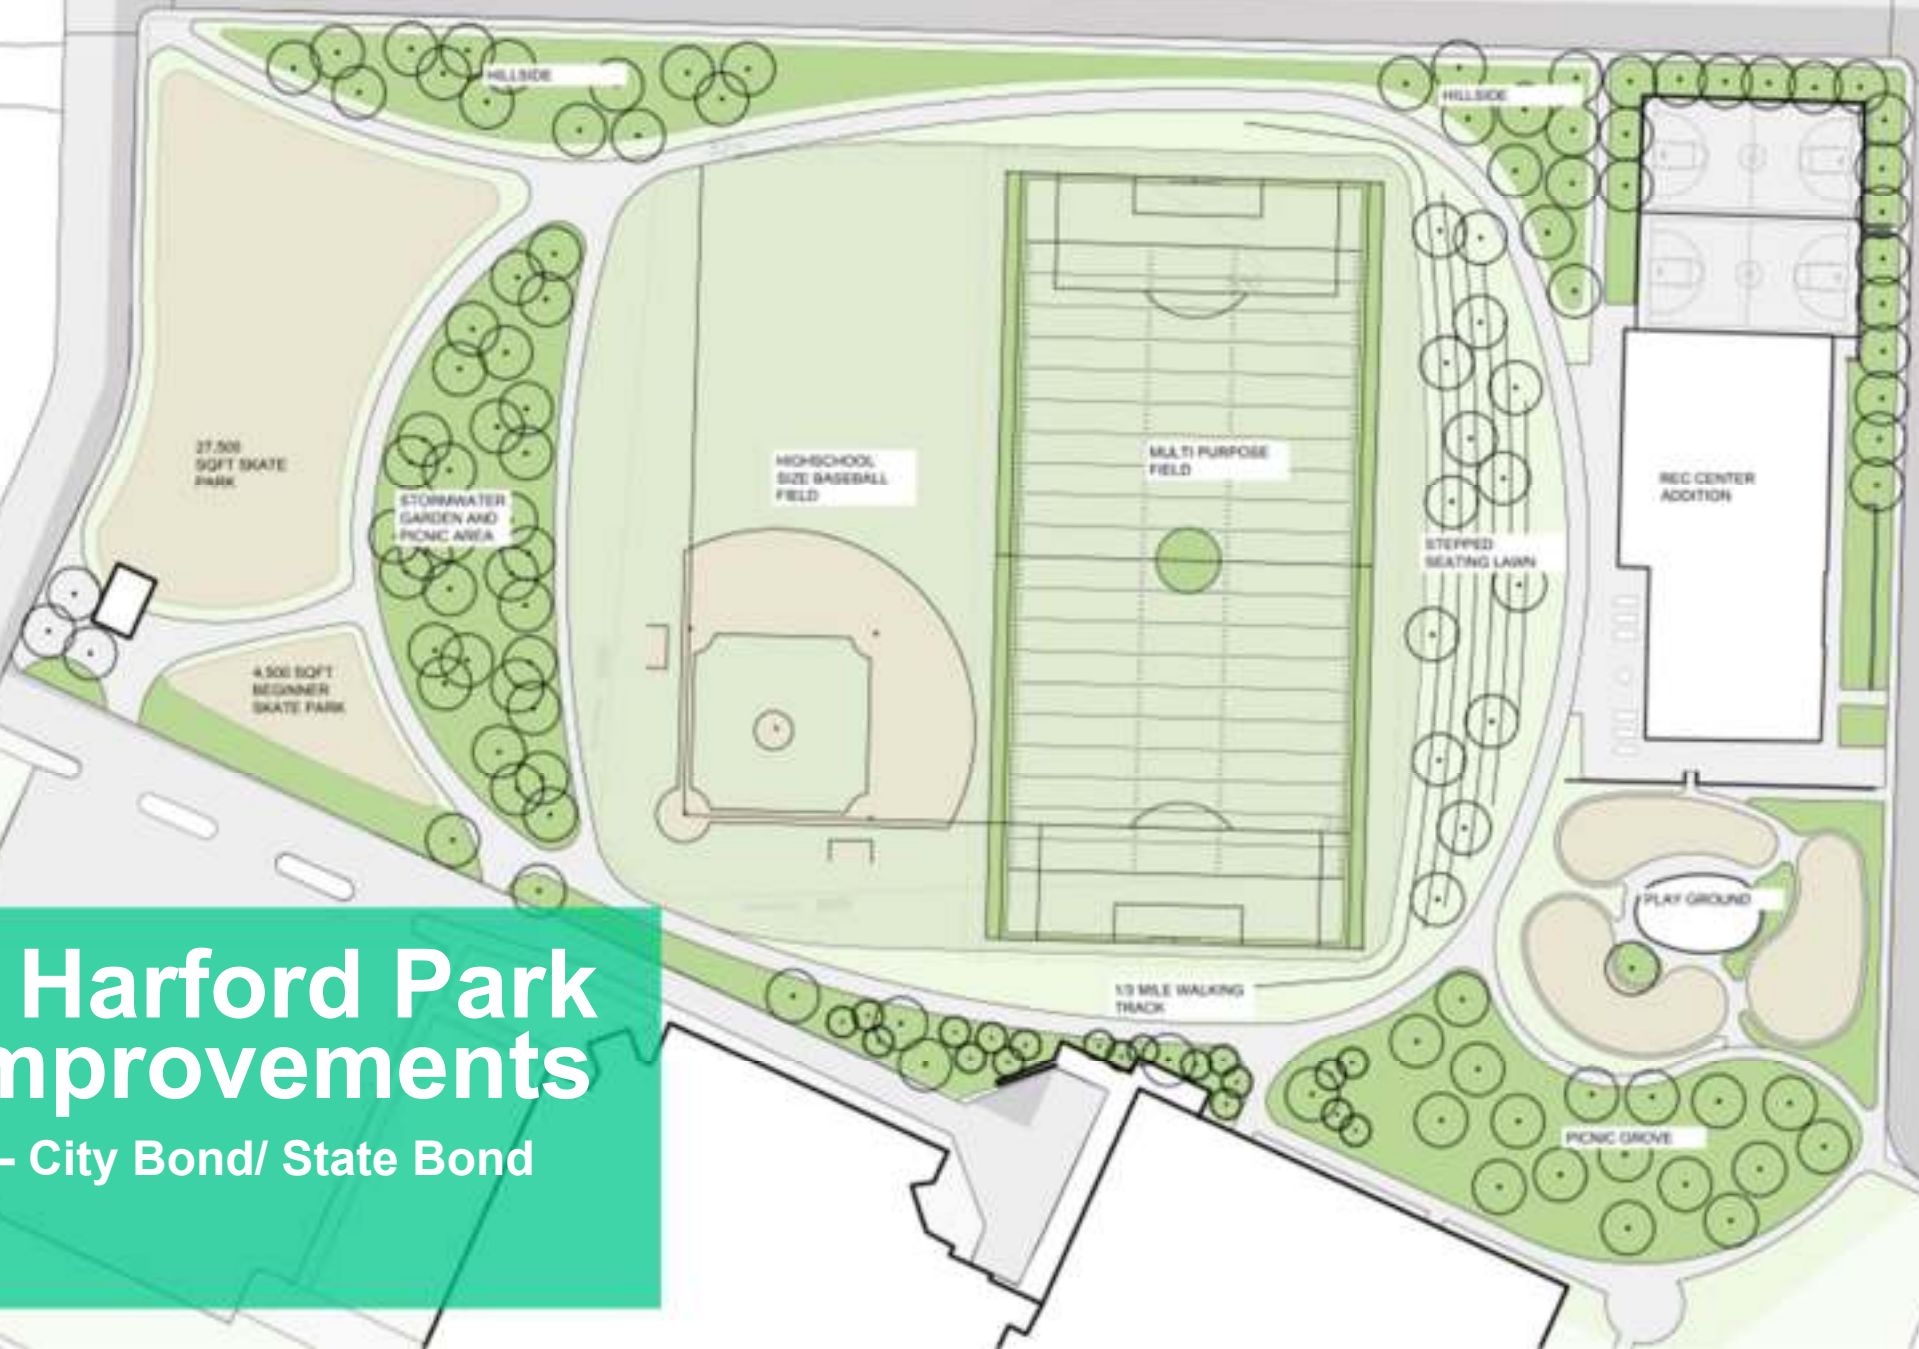 HILLSIDE
HILLSIDE
27,500
SQFT SKATE
PARK
STORMWATER
GARDEN AND
PICNIC AREA
HIGHSCHOOL
SIZE BASEBALL
FIELD
MULTI PURPOSE
FIELD
REC CENTER
ADDITION
STEPPED
SEATING LAWN
4,500 SQFT
BEGINNER
SKATE PARK
PLAY GROUND
1/3 MILE WALKING
TRACK
PICNIC GROVE
Harford Park
mprovements
– City Bond/ State Bond